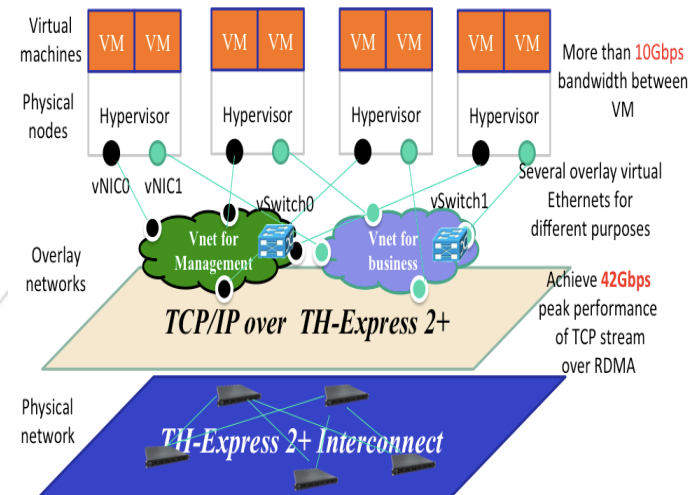 Virtual
machines
VM VM VM VM VM VM VM VM
More than 10Gbps
bandwidth between
VM
Physical
nodes
Hypervisor Hypervisor Hypervisor Hypervisor
vNIC0 vNIC1
Several overlay virtual
Ethernets for
different purposes
vSwitch0 vSwitch1
Overlay
networks
Vnet for
Management
Vnet for
business
Achieve 42Gbps
peak performance
of TCP stream
over RDMA
TCP/IP over TH-Express 2+
Physical
network
TH-Express 2+ Interconnect